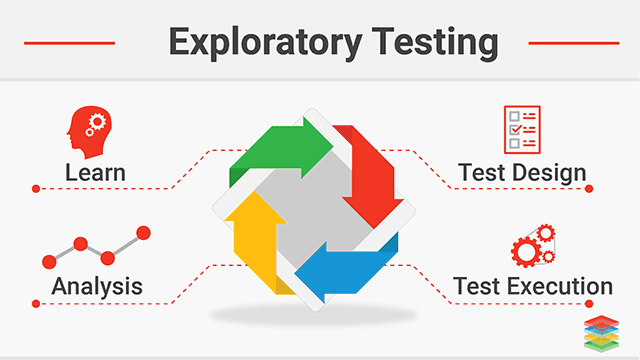 Exploratory Testing
Learn
Test Design
Analysis
Test Execution